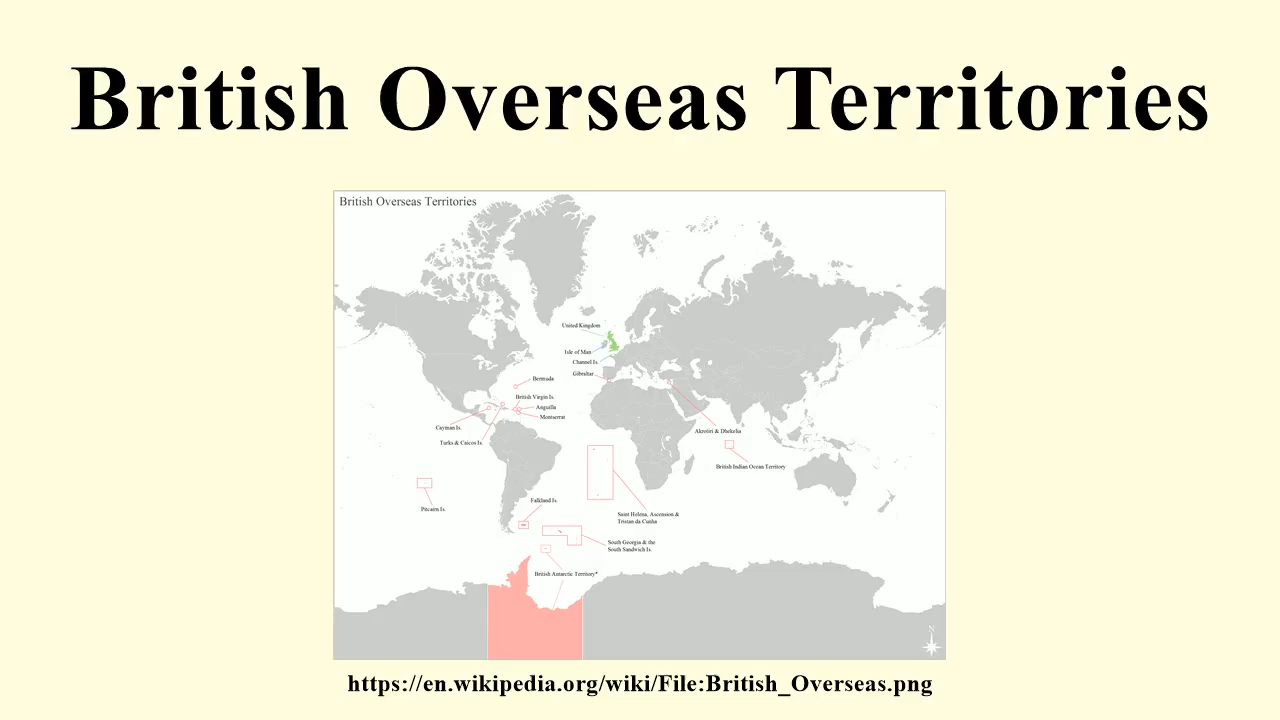 British Overseas Territories
British Overseas Territories
United Kingdom
Isle of Man
Channel Is.
Gibraltar
Bermuda
British Virgin Is.
Anguilla
Montserrat
Cayman Is.
Turks & Caicos Is.
Akrotiri & Dhekelia
British Indian Ocean Territory
Pitcairn Is.
Falkland Is.
Saint Helena, Ascension &
Tristan da Cunha
South Georgia & the
South Sandwich Is.
British Antarctic Territory*
N
https://en.wikipedia.org/wiki/File:British_Overseas.png